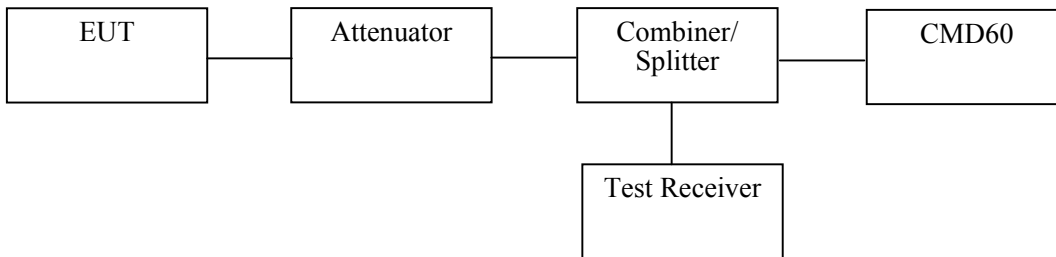 EUT
Attenuator
Combiner/
Splitter
CMD60
Test Receiver